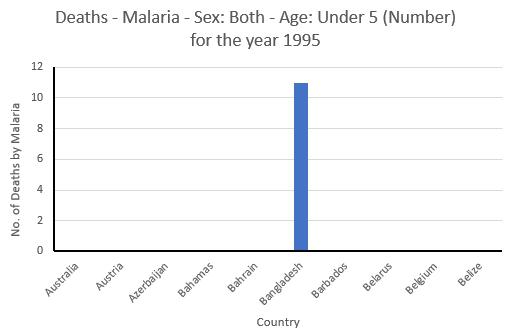 Deaths - Malaria - Sex: Both - Age: Under 5 (Number)
for the year 1995
No. of Deaths by Malaria
12
10
8
6
4
2
0
Australia
Austria
Azerbaijan
Bahamas
Bahrain
Bangladesh
Barbados
Belarus
Belgium
Belize
Country